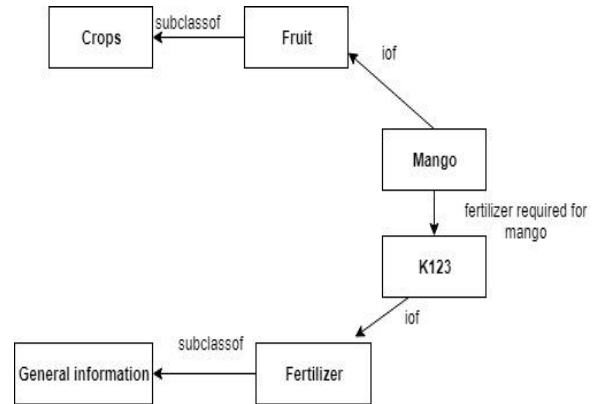 subclassof
Crops
Fruit
iof
Mango
fertilizer required for
mango
K123
iof
subclassof
General information
Fertilizer